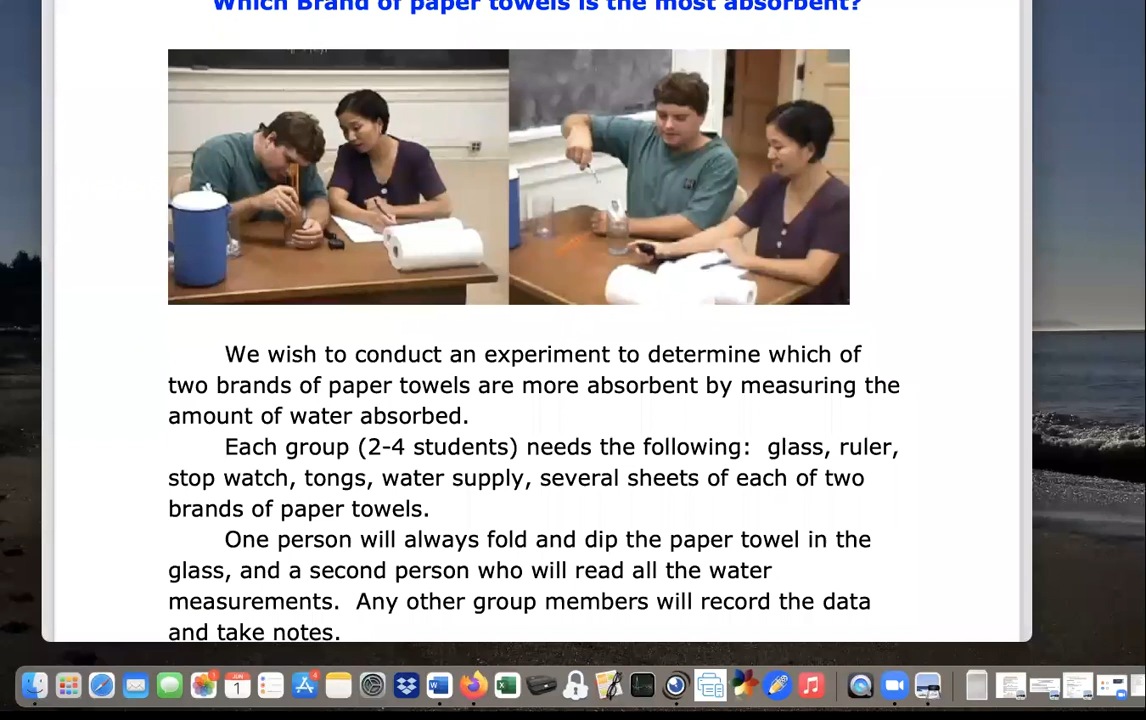 Which Brand of paper towels is the most absorbent?
We wish to conduct an experiment to determine which of
two brands of paper towels are more absorbent by measuring the
amount of water absorbed.
Each group (2-4 students) needs the following:  glass, ruler,
stop watch, tongs, water supply, several sheets of each of two
brands of paper towels.
One person will always fold and dip the paper towel in the
glass, and a second person who will read all the water
measurements.  Any other group members will record the data
and take notes.
JUN
1